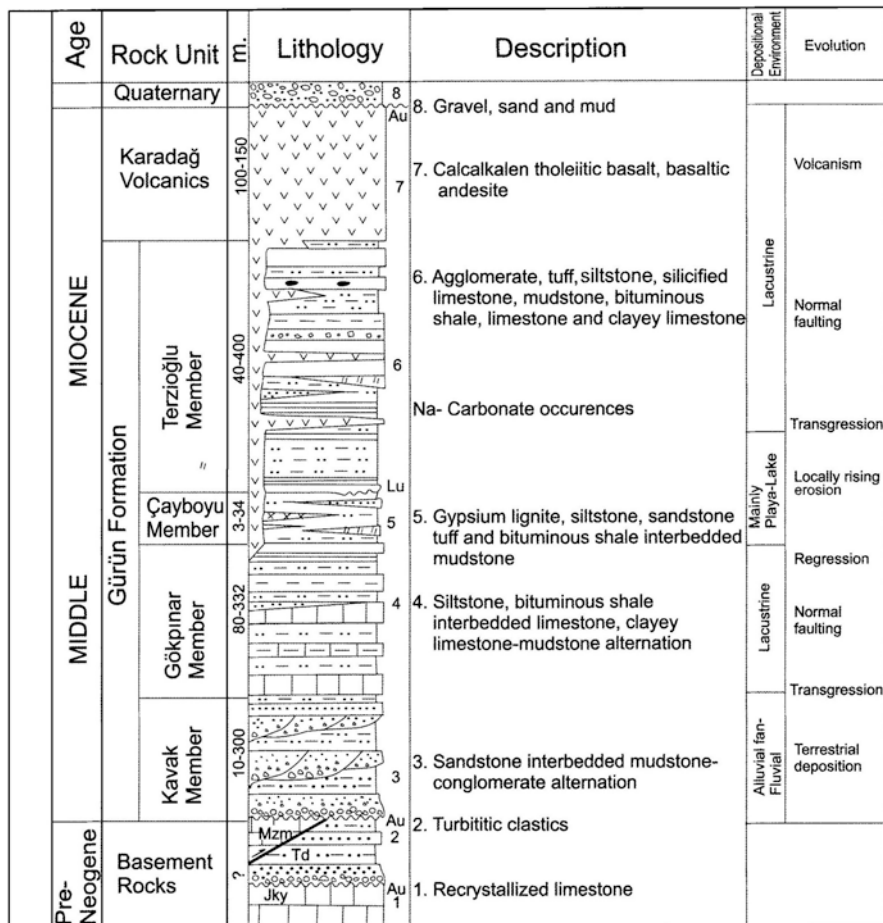 Age
Rock Unit
m.
Lithology
Description
Depositional
Environment
Evolution
Quaternary
8
8. Gravel, sand and mud
Au
MIDDLE MIOCENE
Karadağ
Volcanics
100-150
7
7. Calcalkalen tholeiitic basalt, basaltic
andesite
Volcanism
Gürün Formation
Terzioğlu
Member
40-400
6
6. Agglomerate, tuff, siltstone, silicified
limestone, mudstone, bituminous
shale, limestone and clayey limestone
Na- Carbonate occurences
Lacustrine
Normal
faulting
Transgression
Lu
Çayboyu
Member
3-34
5
5. Gypsium lignite, siltstone, sandstone
tuff and bituminous shale interbedded
mudstone
Mainly
Playa-Lake
Locally rising
erosion
Regression
Gökpınar
Member
80-332
4
4. Siltstone, bituminous shale
interbedded limestone, clayey
limestone-mudstone alternation
Lacustrine
Normal
faulting
Transgression
Kavak
Member
10-300
3
3. Sandstone interbedded mudstone-
conglomerate alternation
Alluvial fan-
Fluvial
Terrestrial
deposition
Pre-
Neogene
Basement
Rocks
?
Au
Mzm
2
2. Turbititic clastics
Td
Au
Jky
1
1. Recrystallized limestone